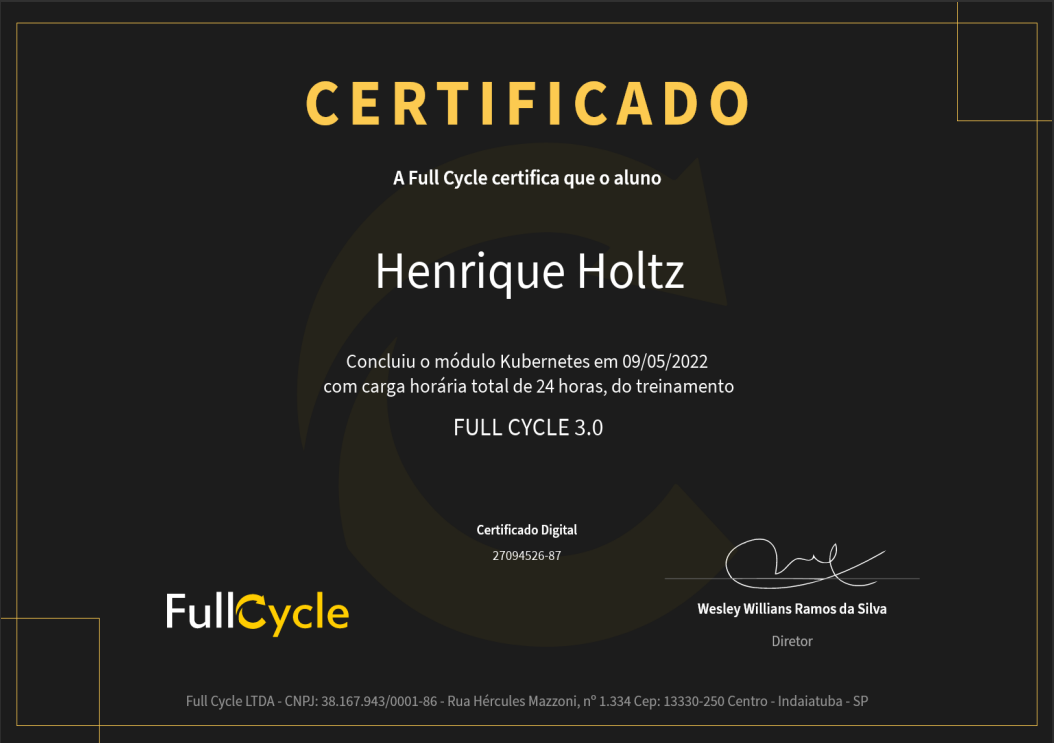 CERTIFICADO
A Full Cycle certifica que o aluno
Henrique Holtz
Concluiu o módulo Kubernetes em 09/05/2022
com carga horária total de 24 horas, do treinamento
FULL CYCLE 3.0
Certificado Digital
27094526-87
FullCycle
Wesley Willians Ramos da Silva
Diretor
Full Cycle LTDA - CNPJ: 38.167.943/0001-86 - Rua Hércules Mazzoni, nº 1.334 Cep: 13330-250 Centro - Indaiatuba - SP